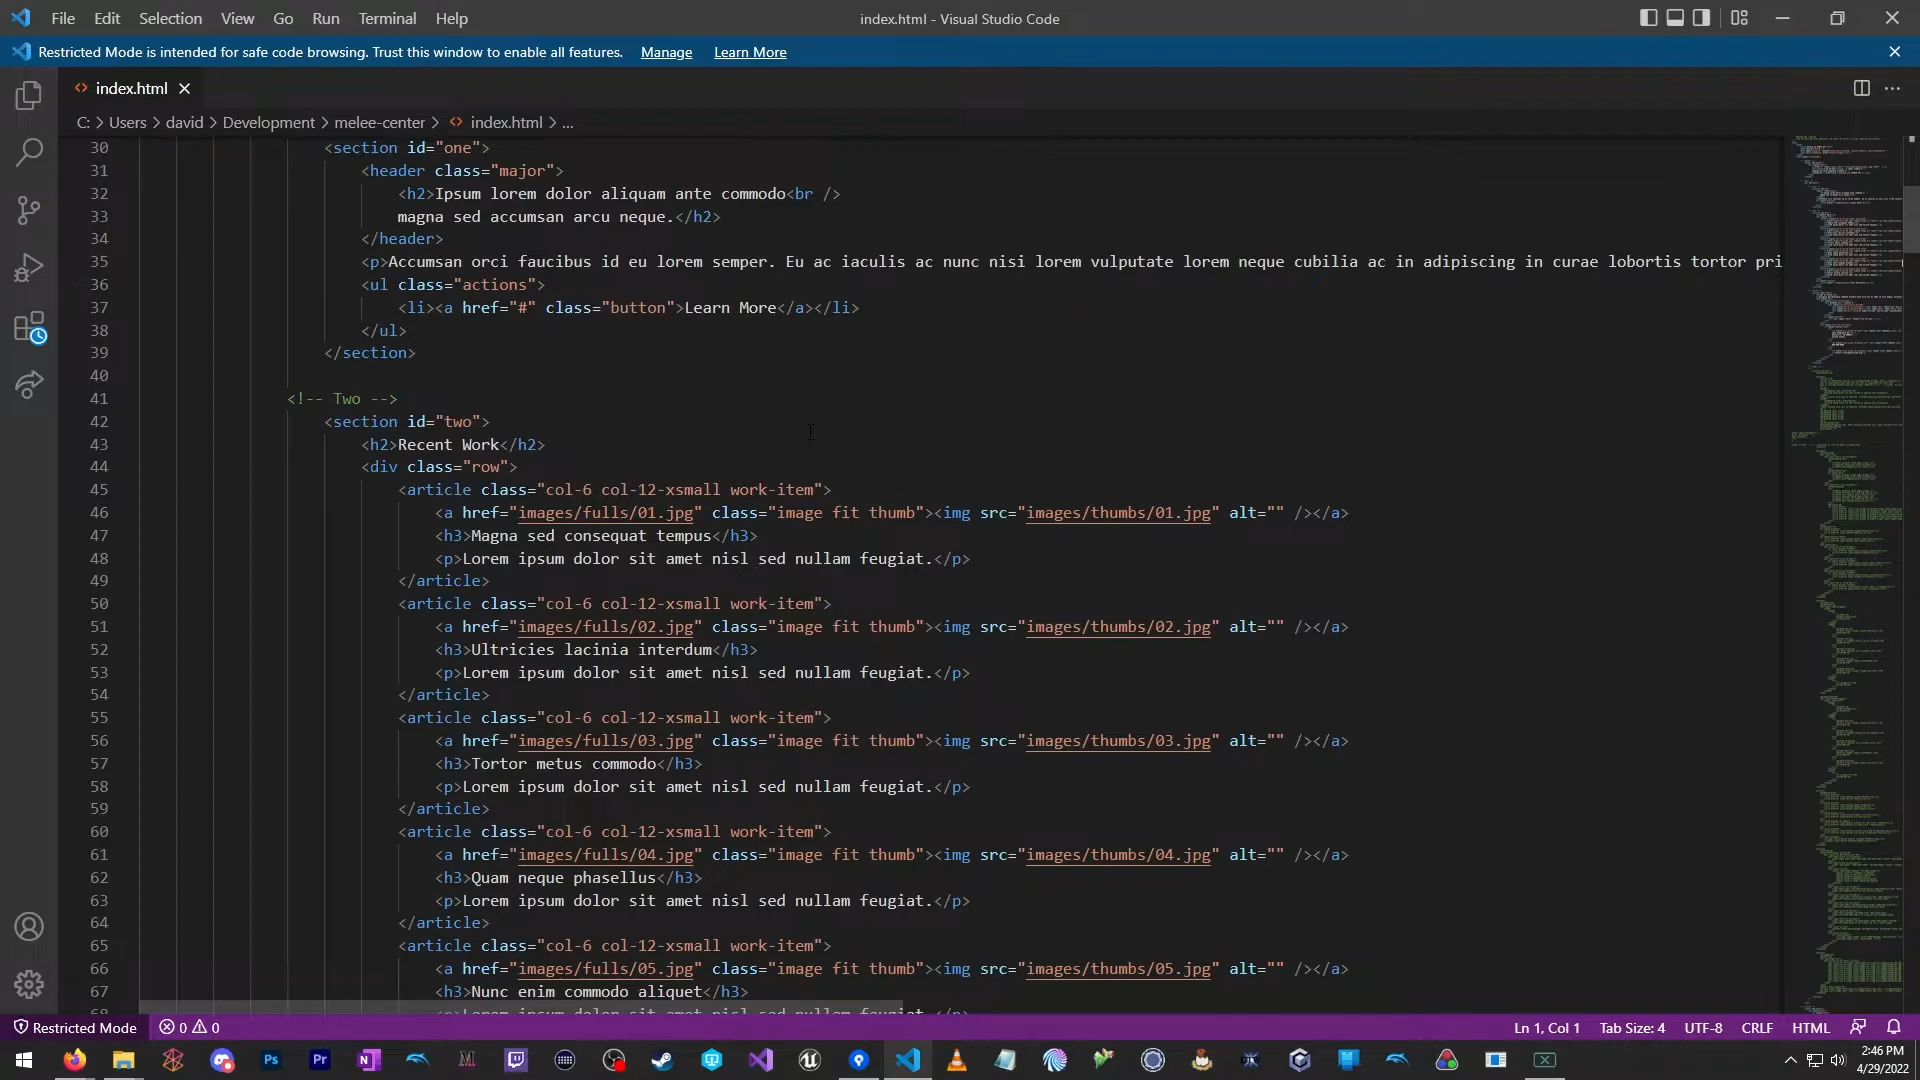 File Edit Selection View Go Run Terminal Help index.html - Visual Studio Code
Restricted Mode is intended for safe code browsing. Trust this window to enable all features. Manage Learn More
index.html
C: > Users > david > Development > melee-center > index.html > ...
30 <section id="one">
31 <header class="major">
32 <h2>Ipsum lorem dolor aliquam ante commodo<br />
33 magna sed accumsan arcu neque.</h2>
34 </header>
35 <p>Accumsan orci faucibus id eu lorem semper. Eu ac iaculis ac nunc nisi lorem vulputate lorem neque cubilia ac in adipiscing in curae lobortis tortor pri
36 <ul class="actions">
37 <li><a href="#" class="button">Learn More</a></li>
38 </ul>
39 </section>
40
41 <!-- Two -->
42 <section id="two">
43 <h2>Recent Work</h2>
44 <div class="row">
45 <article class="col-6 col-12-xsmall work-item">
46 <a href="images/fulls/01.jpg" class="image fit thumb"><img src="images/thumbs/01.jpg" alt="" /></a>
47 <h3>Magna sed consequat tempus</h3>
48 <p>Lorem ipsum dolor sit amet nisl sed nullam feugiat.</p>
49 </article>
50 <article class="col-6 col-12-xsmall work-item">
51 <a href="images/fulls/02.jpg" class="image fit thumb"><img src="images/thumbs/02.jpg" alt="" /></a>
52 <h3>Ultricies lacinia interdum</h3>
53 <p>Lorem ipsum dolor sit amet nisl sed nullam feugiat.</p>
54 </article>
55 <article class="col-6 col-12-xsmall work-item">
56 <a href="images/fulls/03.jpg" class="image fit thumb"><img src="images/thumbs/03.jpg" alt="" /></a>
57 <h3>Tortor metus commodo</h3>
58 <p>Lorem ipsum dolor sit amet nisl sed nullam feugiat.</p>
59 </article>
60 <article class="col-6 col-12-xsmall work-item">
61 <a href="images/fulls/04.jpg" class="image fit thumb"><img src="images/thumbs/04.jpg" alt="" /></a>
62 <h3>Quam neque phasellus</h3>
63 <p>Lorem ipsum dolor sit amet nisl sed nullam feugiat.</p>
64 </article>
65 <article class="col-6 col-12-xsmall work-item">
66 <a href="images/fulls/05.jpg" class="image fit thumb"><img src="images/thumbs/05.jpg" alt="" /></a>
67 <h3>Nunc enim commodo aliquet</h3>
68 <p>Lorem ipsum dolor sit amet nisl sed nullam feugiat.</p>
Restricted Mode 0 0 Ln 1, Col 1 Tab Size: 4 UTF-8 CRLF HTML
Ps Pr N
2:46 PM
4/29/2022